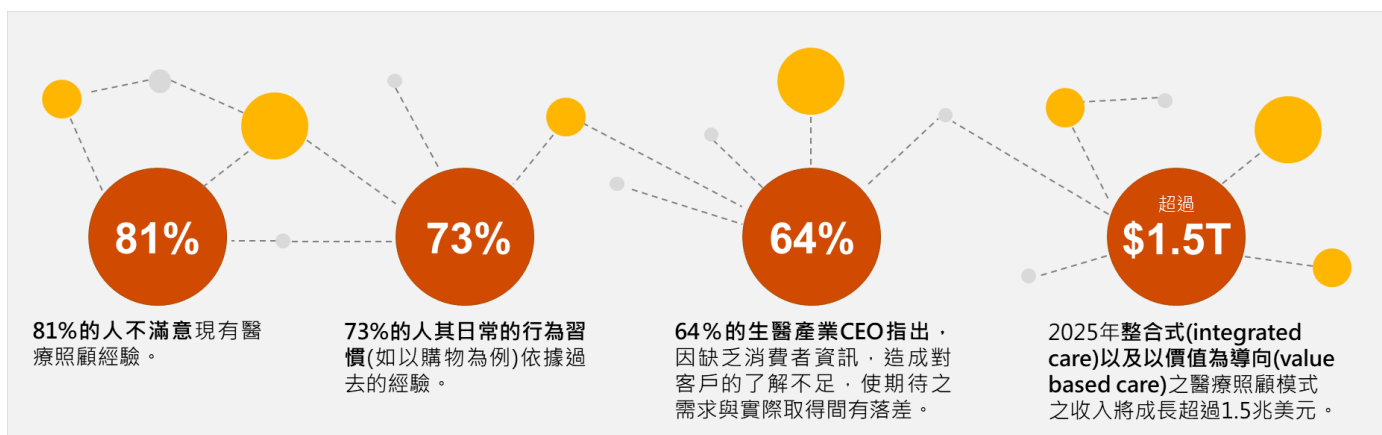 81%
73%
64%
超過
$1.5T
81%的人不滿意現有醫
療照顧經驗。
73%的人其日常的行為習
慣(如以購物為例)依據過
去的經驗。
64%的生醫產業CEO指出，
因缺乏消費者資訊，造成對
客戶的了解不足，使期待之
需求與實際取得間有落差。
2025年整合式(integrated
care)以及以價值為導向(value
based care)之醫療照顧模式
之收入將成長超過1.5兆美元。